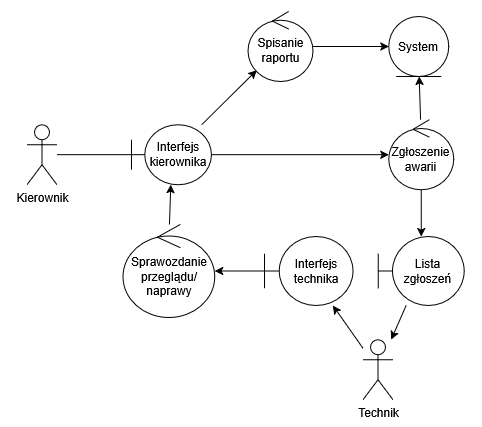 Spisanie
raportu
System
Interfejs
kierownika
Zgłoszenie
awarii
Kierownik
Sprawozdanie
przeglądu/
naprawy
Interfejs
technika
Lista
zgłoszeń
Technik